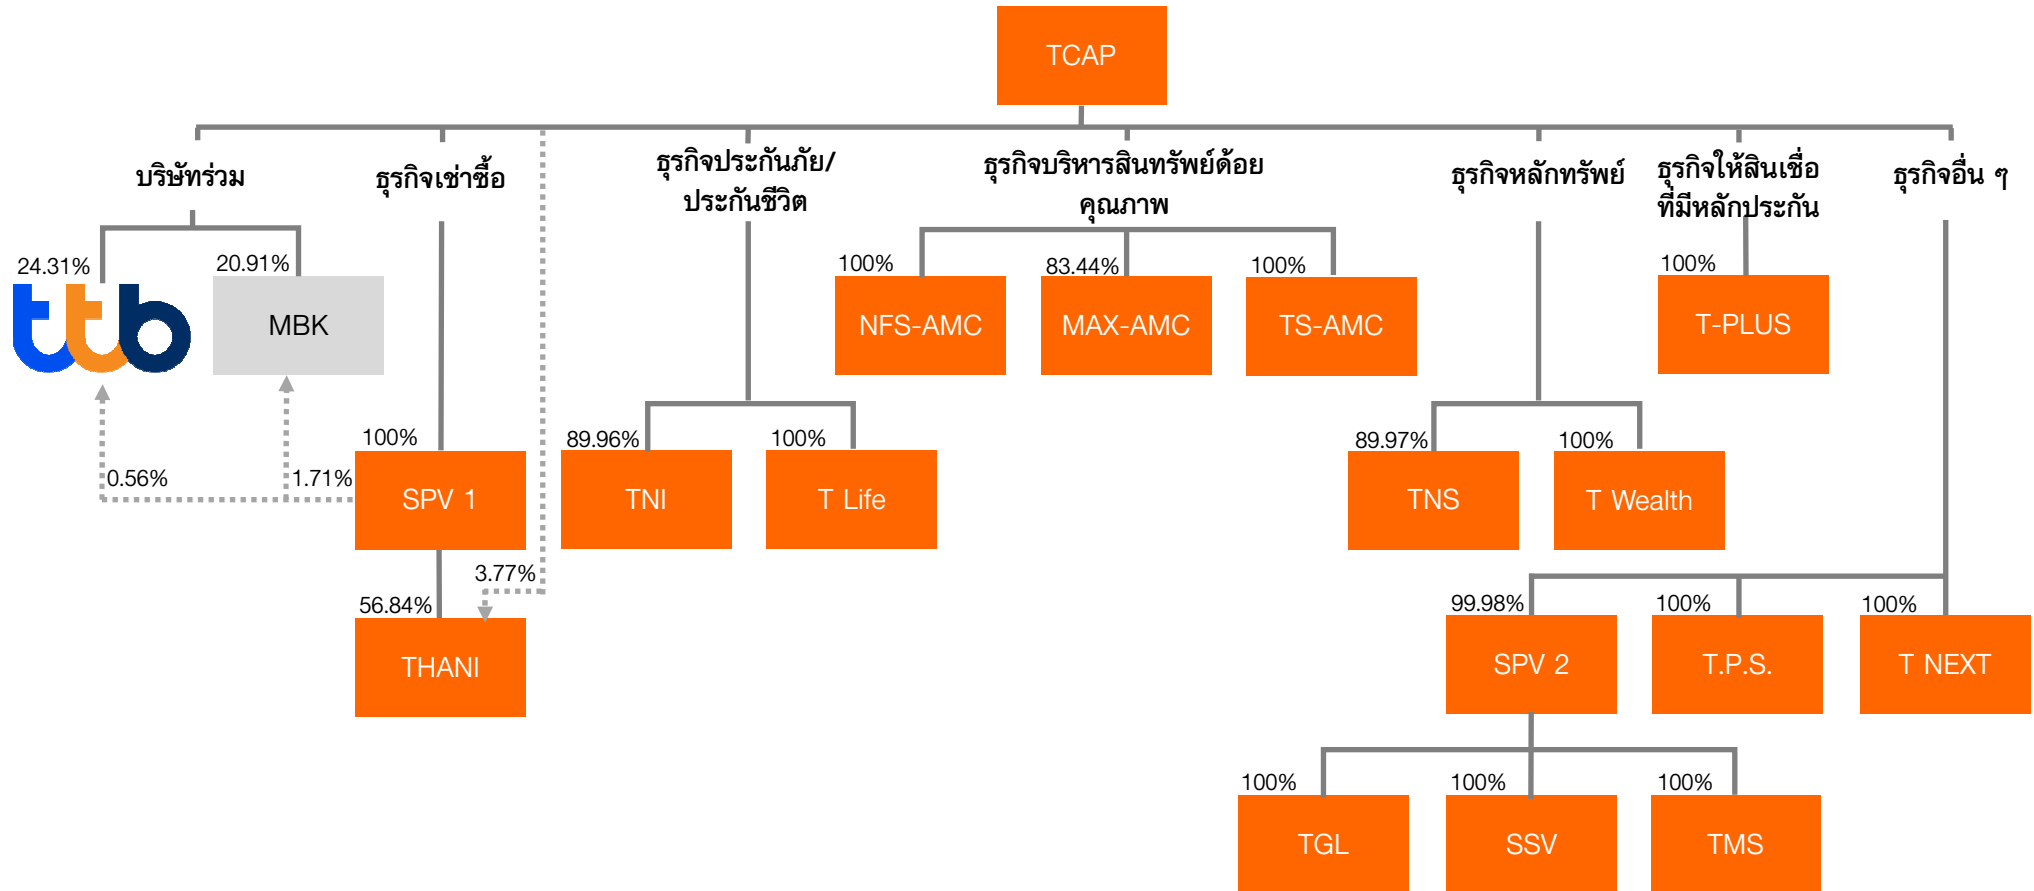 TCAP
บริษัทร่วม
ธุรกิจเช่าซื้อ
ธุรกิจประกันภัย/
ประกันชีวิต
ธุรกิจบริหารสินทรัพย์ด้อย
คุณภาพ
ธุรกิจหลักทรัพย์
ธุรกิจให้สินเชื่อ
ที่มีหลักประกัน
ธุรกิจอื่น ๆ
24.31%
20.91%
100%
83.44%
100%
100%
ttb
MBK
NFS-AMC
MAX-AMC
TS-AMC
T-PLUS
100%
89.96%
100%
89.97%
100%
0.56%
1.71%
SPV 1
TNI
T Life
TNS
T Wealth
3.77%
56.84%
99.98%
100%
100%
THANI
SPV 2
T.P.S.
T NEXT
100%
100%
100%
TGL
SSV
TMS